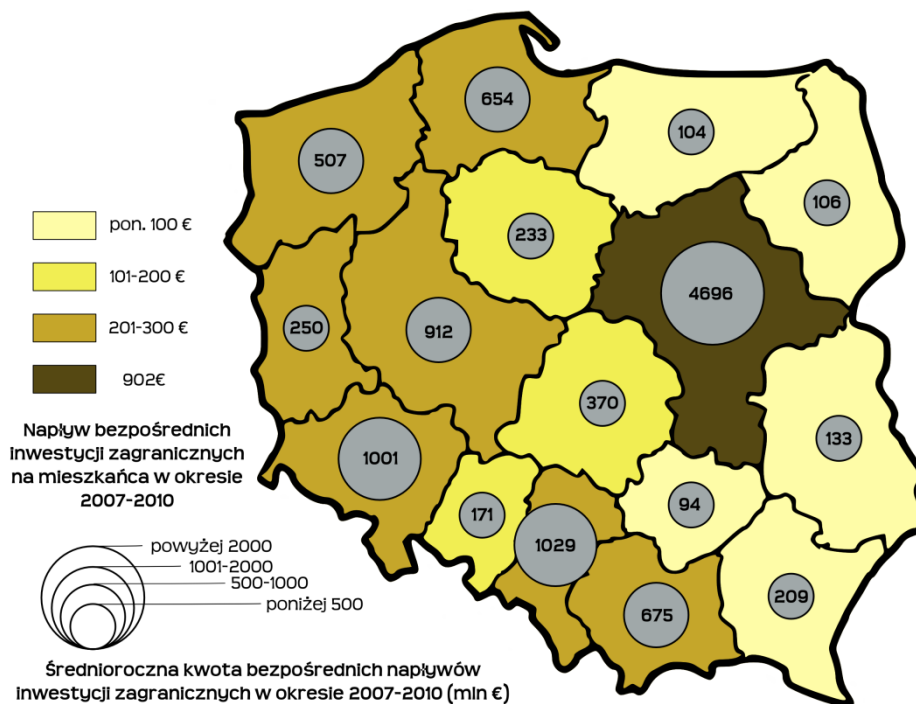 654
104
507
106
233
4696
250
912
370
133
1001
94
171
1029
209
675
pon. 100 €
101-200 €
201-300 €
902€
Napływ bezpośrednich
inwestycji zagranicznych
na mieszkańca w okresie
2007-2010
powyżej 2000
1001-2000
500-1000
poniżej 500
Średnioroczna kwota bezpośrednich napływów
inwestycji zagranicznych w okresie 2007-2010 (mln €)